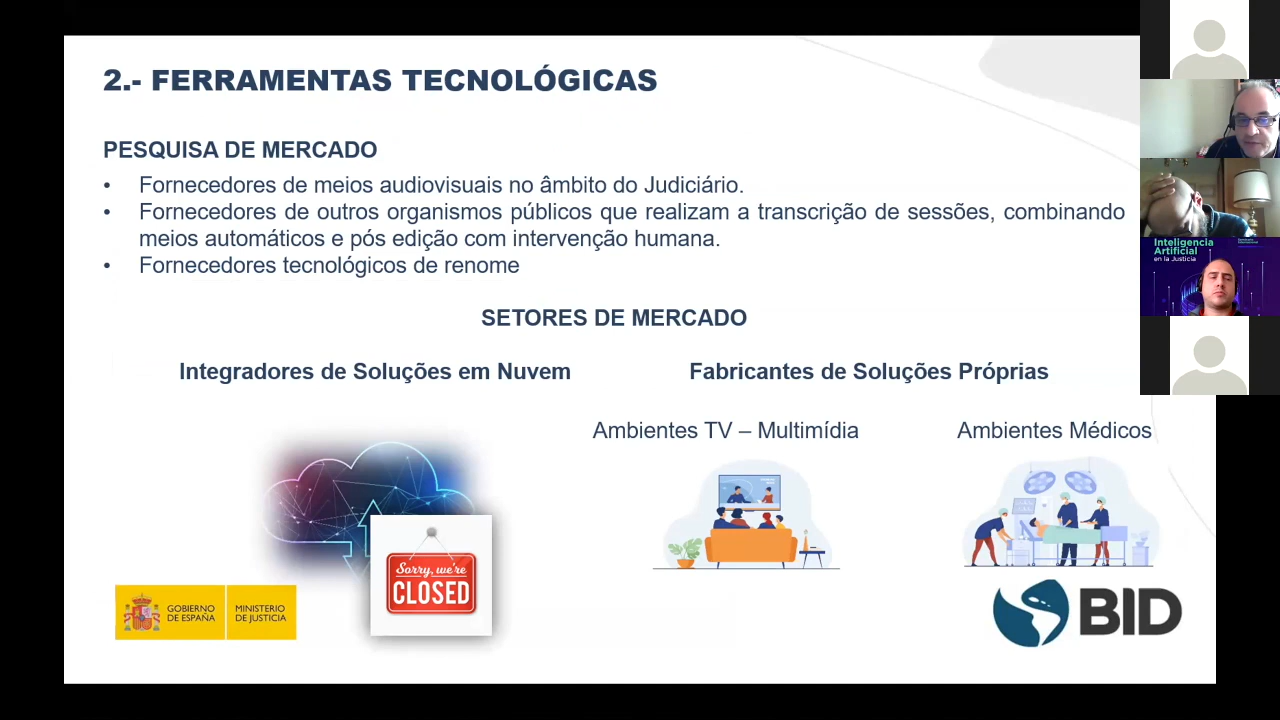 2.- FERRAMENTAS TECNOLÓGICAS
PESQUISA DE MERCADO
• Fornecedores de meios audiovisuais no âmbito do Judiciário.
• Fornecedores de outros organismos públicos que realizam a transcrição de sessões, combinando
meios automáticos e pós edição com intervenção humana.
• Fornecedores tecnológicos de renome
SETORES DE MERCADO
Integradores de Soluções em Nuvem
Fabricantes de Soluções Próprias
Ambientes TV – Multimídia
Ambientes Médicos
Sorry, we're
CLOSED
GOBIERNO
DE ESPAÑA
MINISTERIO
DE JUSTICIA
BID
Inteligencia
Artificial
en la Justicia